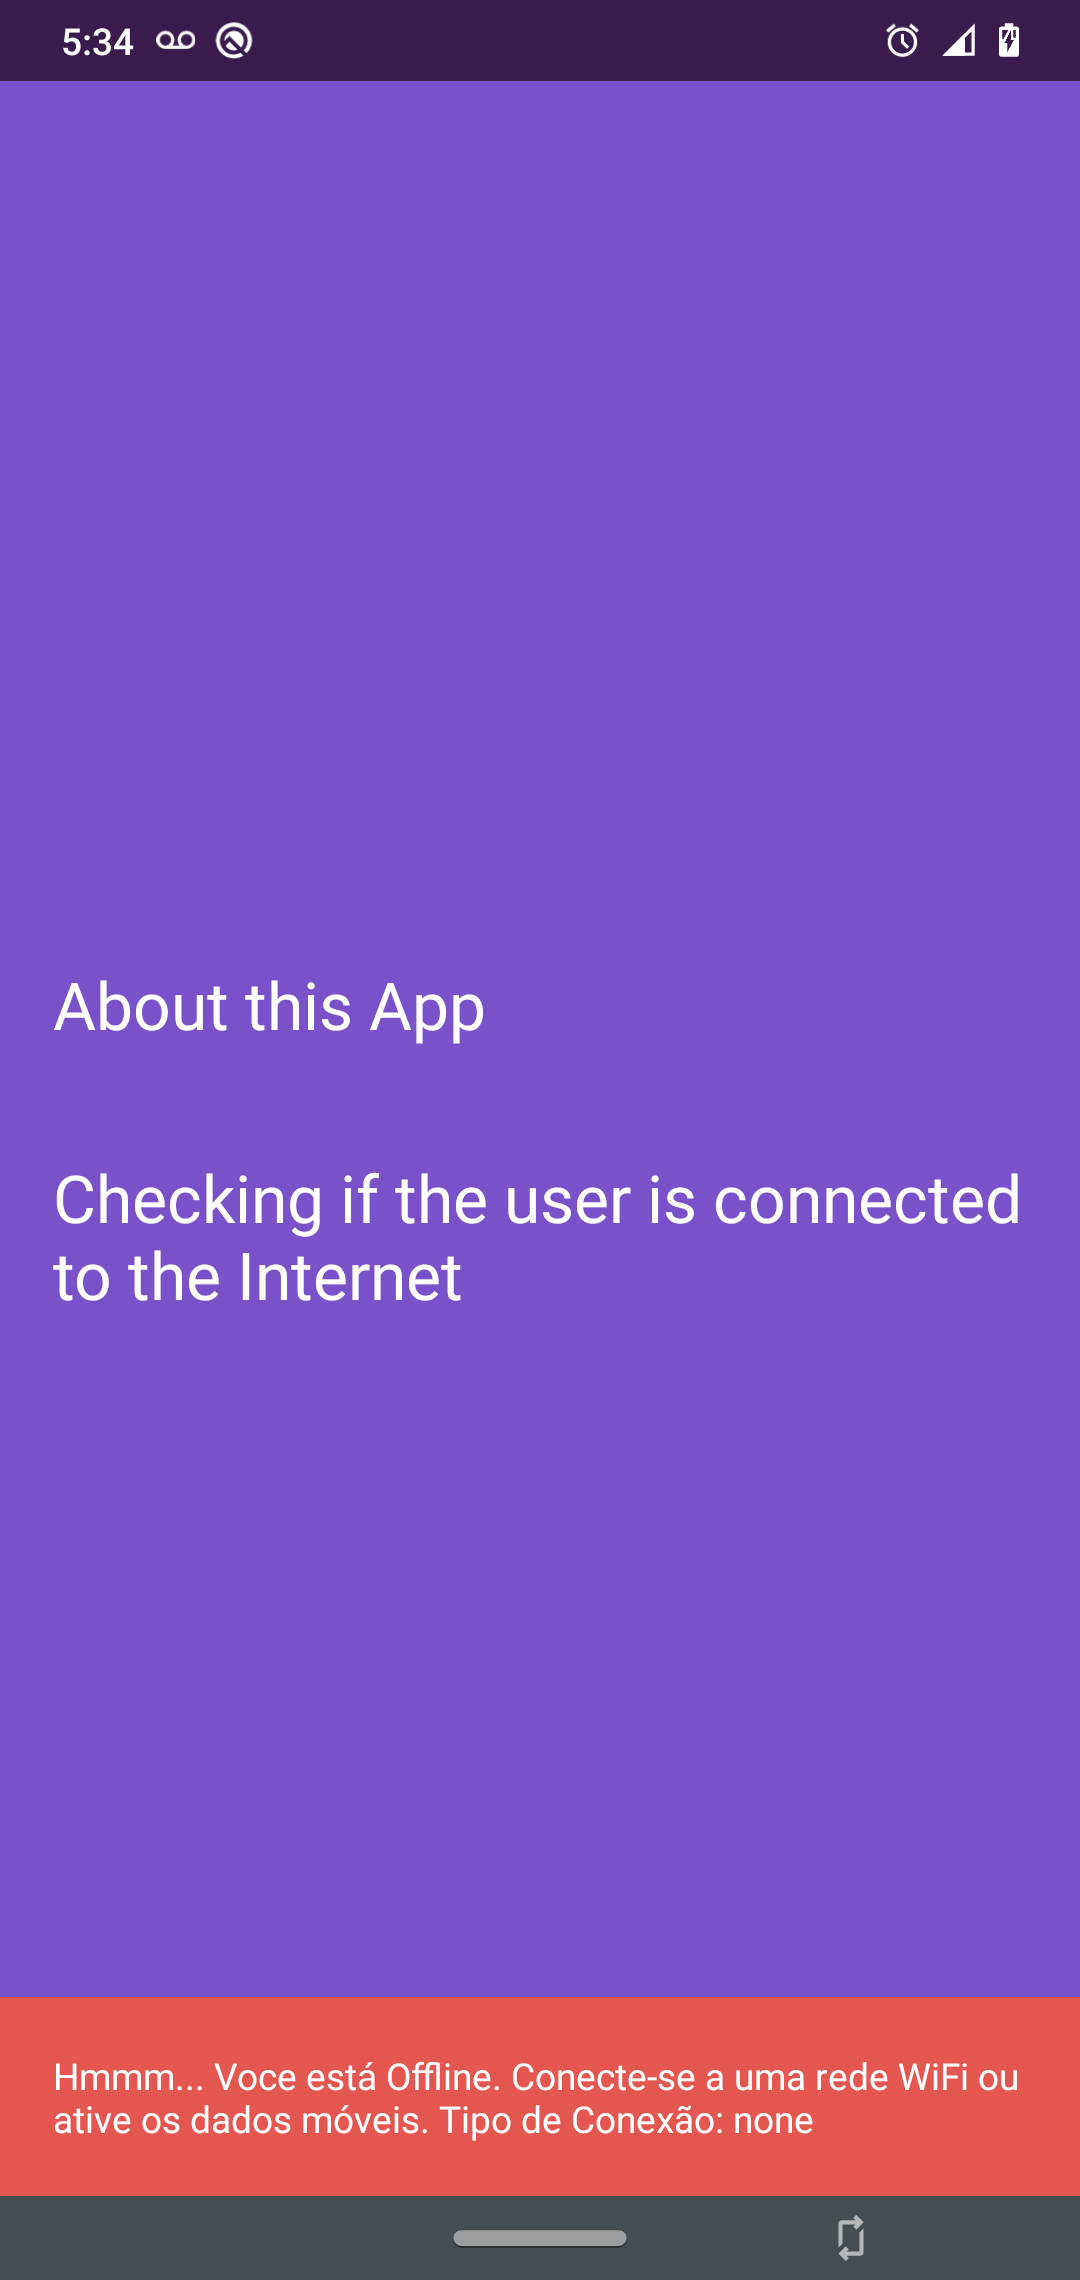 5:34
About this App
Checking if the user is connected
to the Internet
Hmmm... Voce está Offline. Conecte-se a uma rede WiFi ou
ative os dados móveis. Tipo de Conexão: none